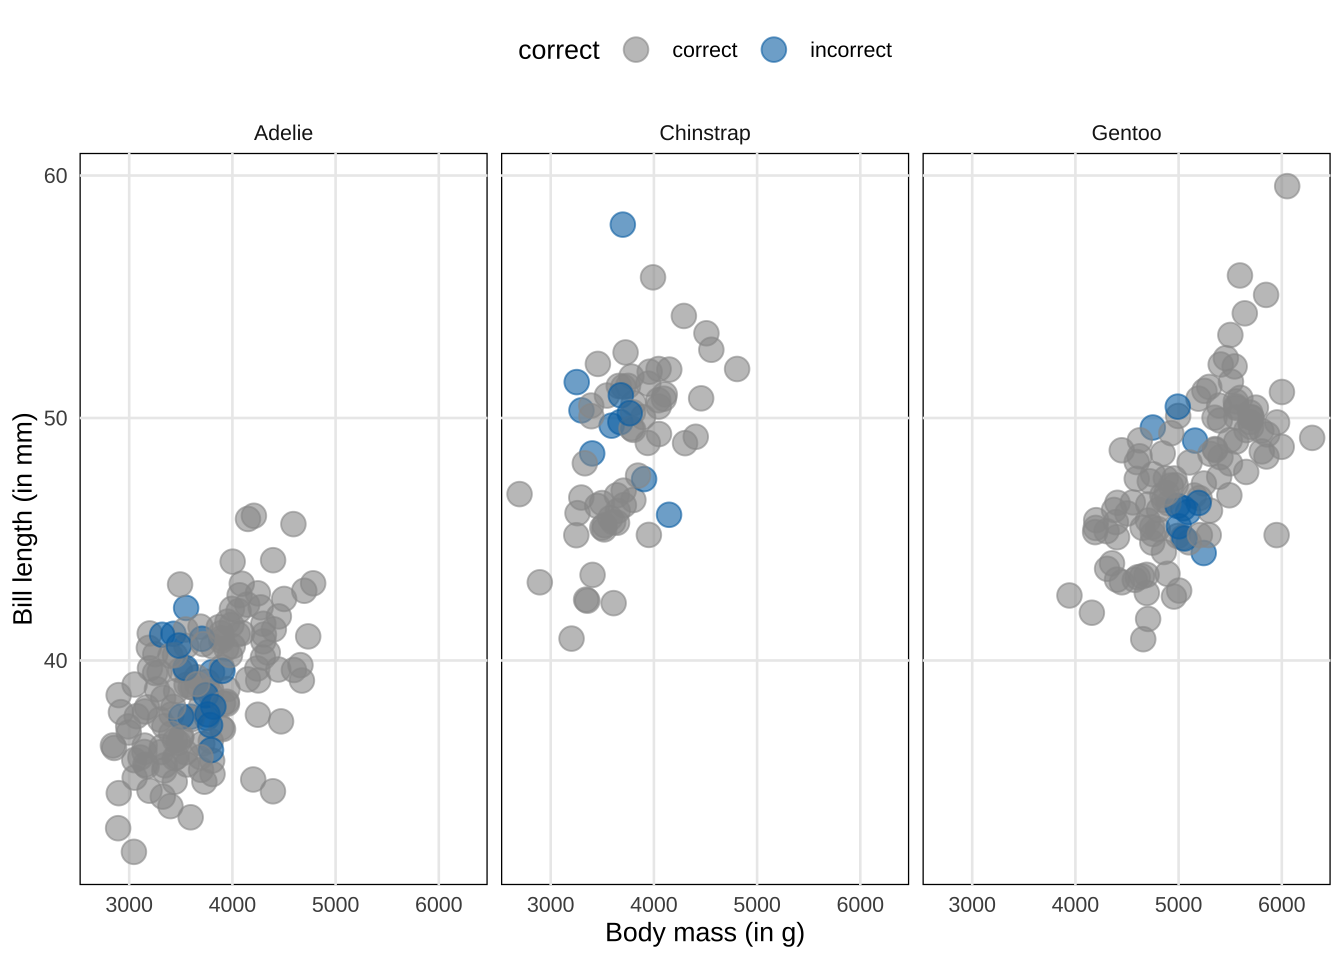 correct correct incorrect
Adelie Chinstrap Gentoo
60
50
40
Bill length (in mm)
3000 4000 5000 6000 3000 4000 5000 6000 3000 4000 5000 6000
Body mass (in g)